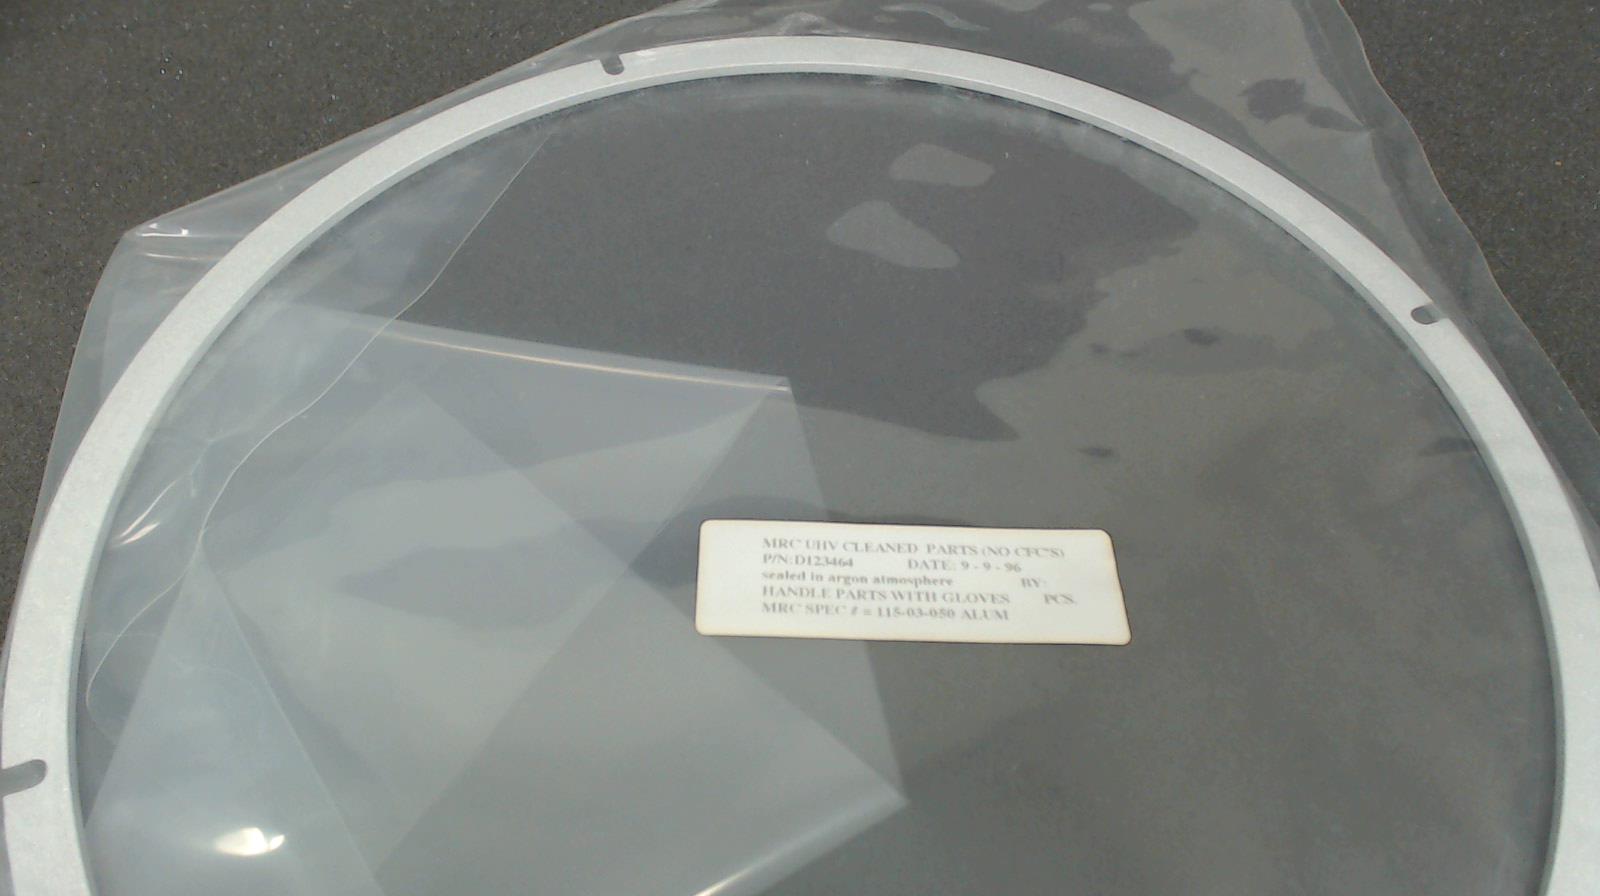 MRC UHV CLEANED PARTS (NO CFC'S)
P/N:D123464 DATE: 9 - 9 - 96
sealed in argon atmosphere BY:
HANDLE PARTS WITH GLOVES PCS.
MRC SPEC # = 115-03-050 ALUM